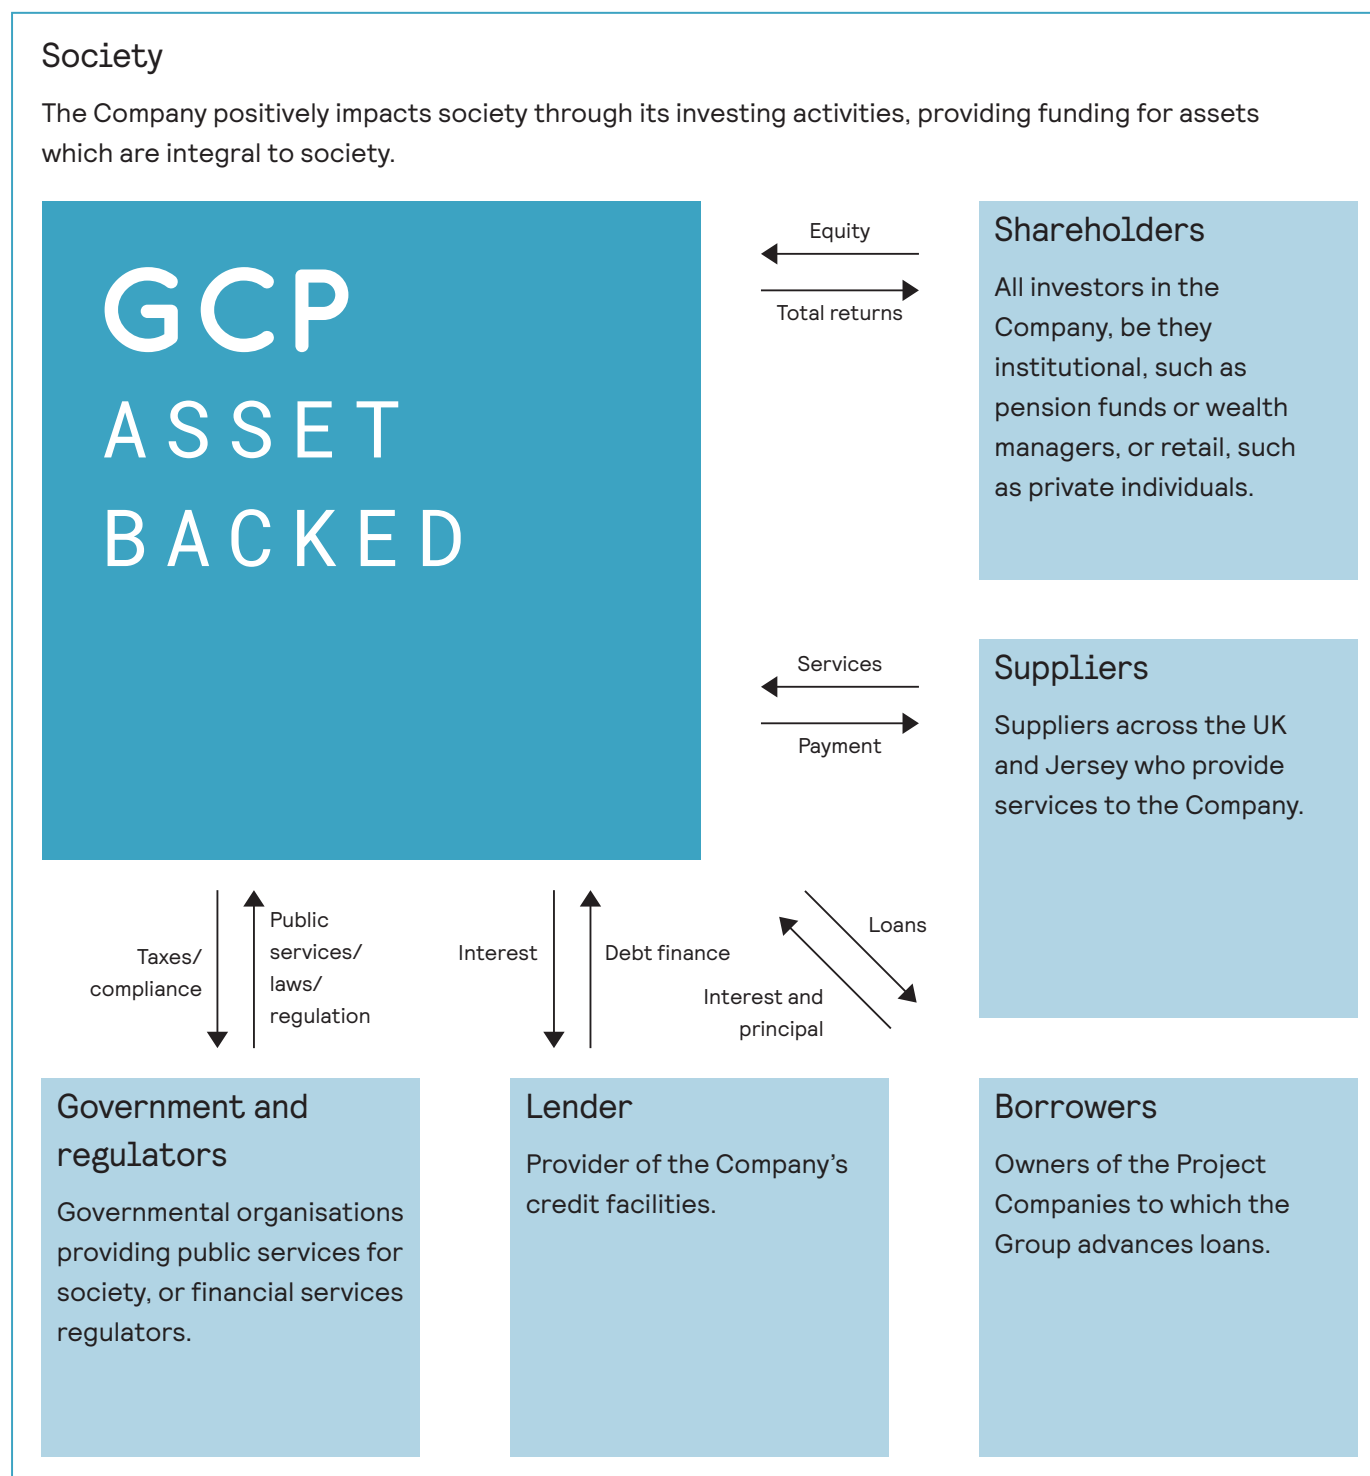 Society
The Company positively impacts society through its investing activities, providing funding for assets
which are integral to society.
GCP
ASSET
BACKED
Equity
Total returns
Shareholders
All investors in the
Company, be they
institutional, such as
pension funds or wealth
managers, or retail, such
as private individuals.
Services
Payment
Suppliers
Suppliers across the UK
and Jersey who provide
services to the Company.
Taxes/
compliance
Public
services/
laws/
regulation
Interest
Debt finance
Loans
Interest and
principal
Government and
regulators
Governmental organisations
providing public services for
society, or financial services
regulators.
Lender
Provider of the Company’s
credit facilities.
Borrowers
Owners of the Project
Companies to which the
Group advances loans.